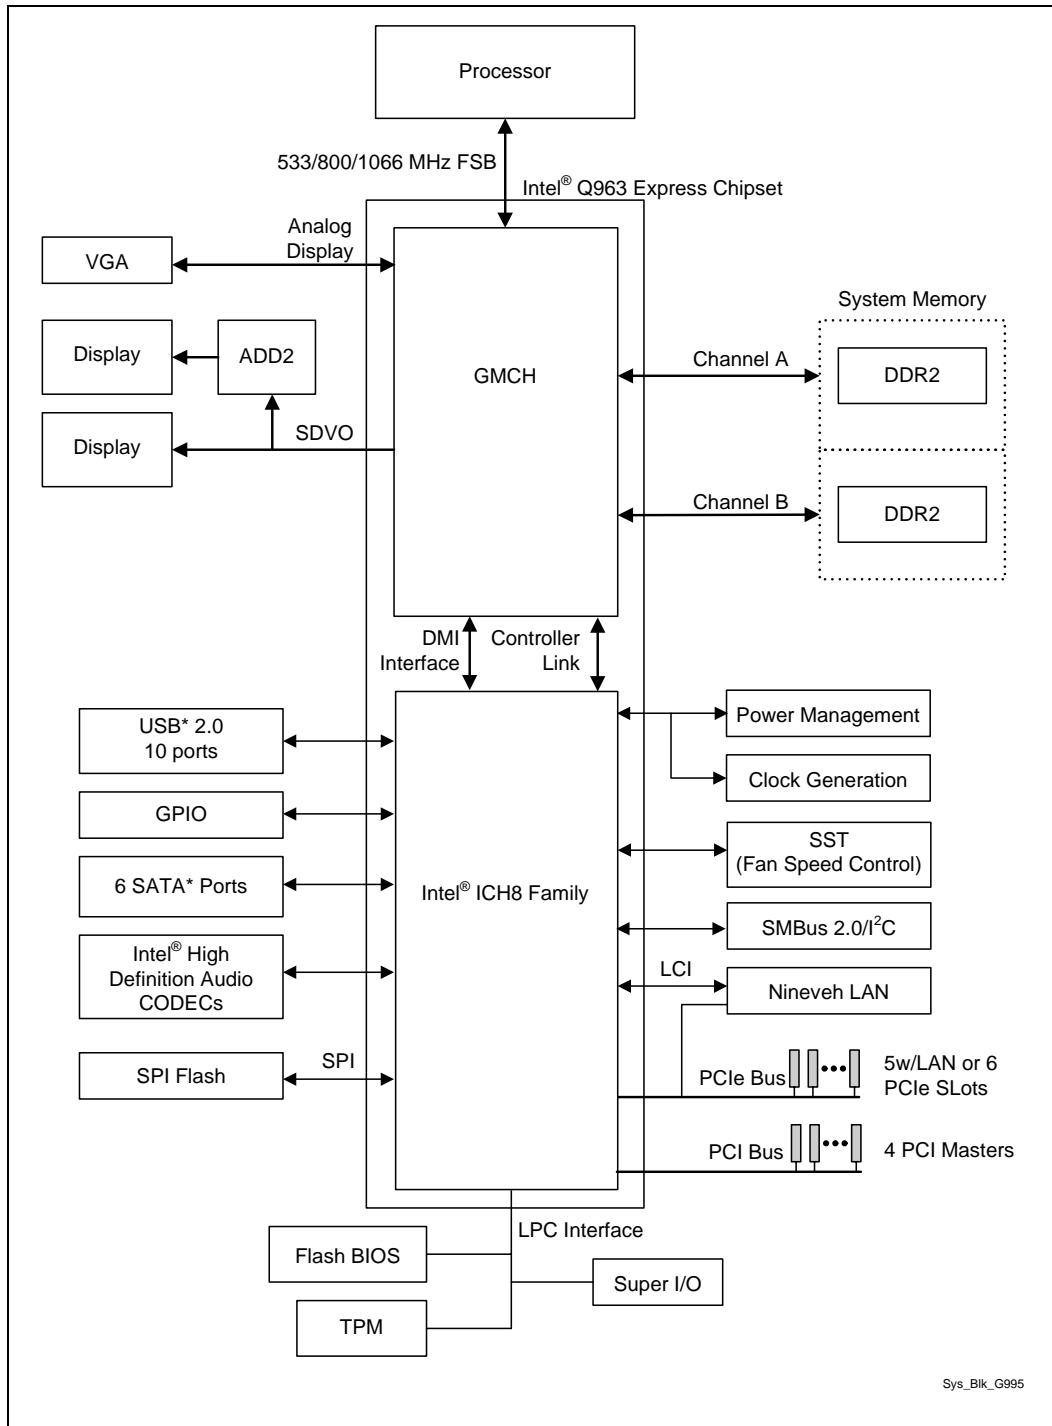 Processor
533/800/1066 MHz FSB
Intel® Q963 Express Chipset
Analog
Display
VGA
System Memory
Display
ADD2
GMCH
Channel A
DDR2
Display
SDVO
Channel B
DDR2
DMI
Interface
Controller
Link
USB* 2.0
10 ports
Power Management
GPIO
Clock Generation
6 SATA* Ports
Intel® ICH8 Family
SST
(Fan Speed Control)
Intel® High
Definition Audio
CODECs
SMBus 2.0/I²C
LCI
Nineveh LAN
SPI Flash
SPI
PCIe Bus
5w/LAN or 6
PCIe SLots
PCI Bus
4 PCI Masters
LPC Interface
Flash BIOS
Super I/O
TPM
Sys_Blk_G995